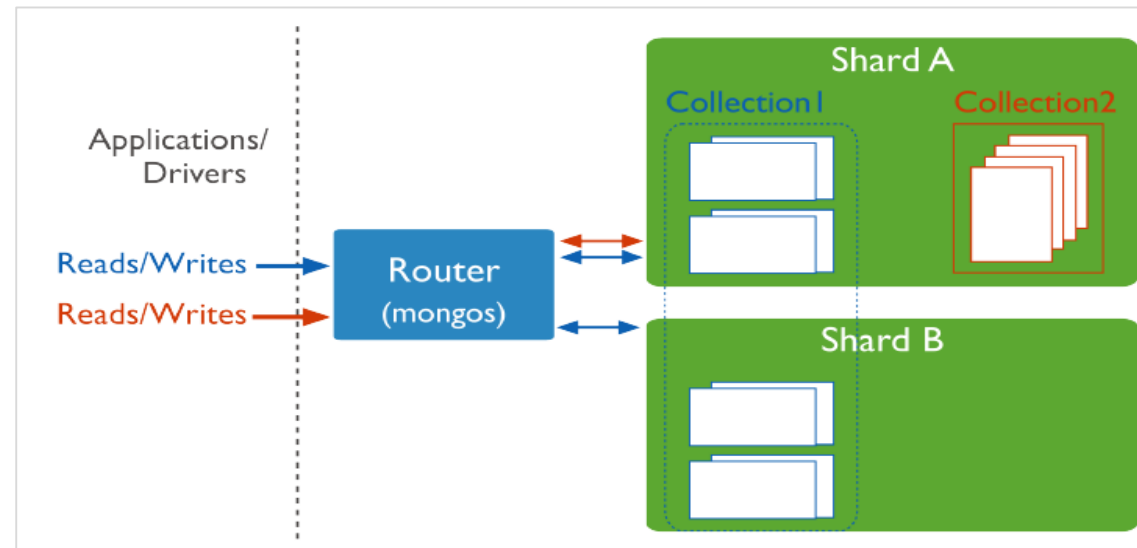 Applications/
Drivers
Reads/Writes
Reads/Writes
Router
(mongos)
Shard A
Collection1
Collection2
Shard B